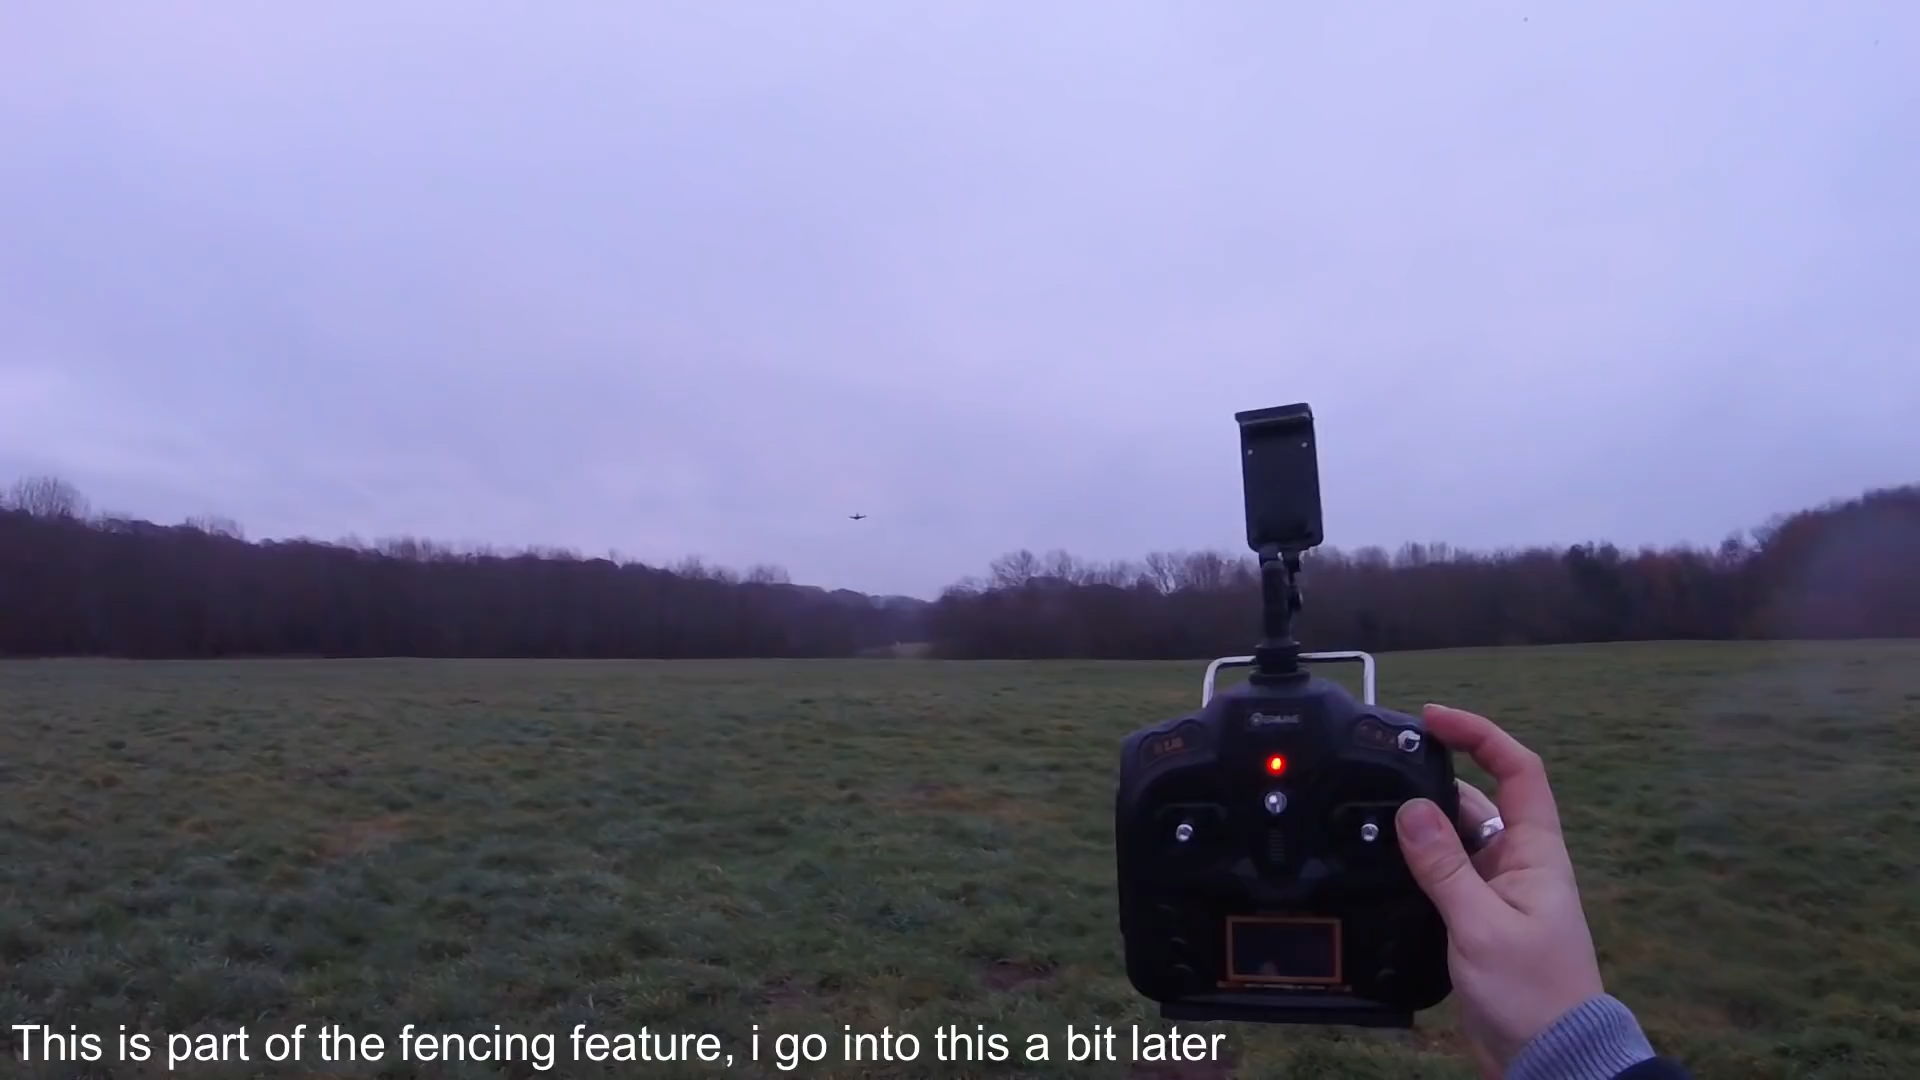 This is part of the fencing feature, i go into this a bit later